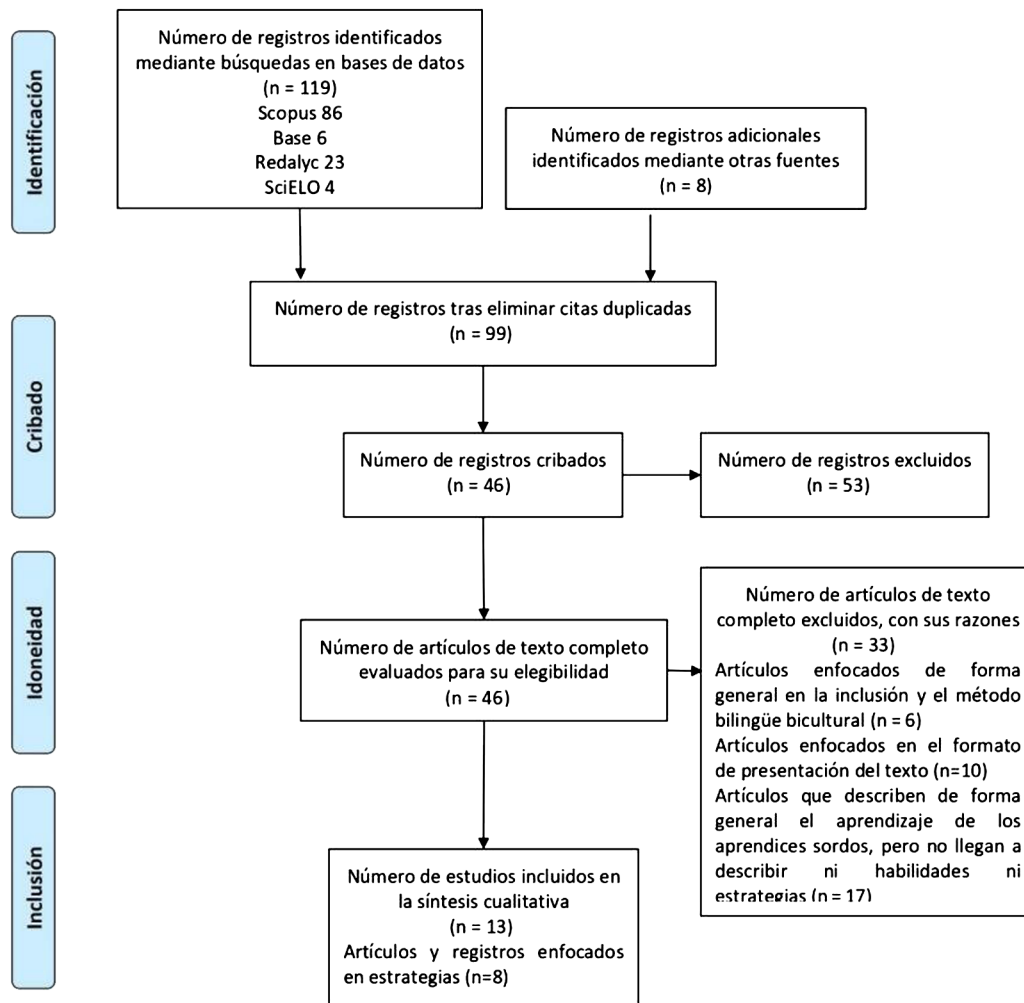 Identificación
Número de registros identificados
mediante búsquedas en bases de datos
(n = 119)
Scopus 86
Base 6
Redalyc 23
SciELO 4
Número de registros adicionales
identificados mediante otras fuentes
(n = 8)
Número de registros tras eliminar citas duplicadas
(n = 99)
Cribado
Número de registros cribados
(n = 46)
Número de registros excluidos
(n = 53)
Idoneidad
Número de artículos de texto completo
evaluados para su elegibilidad
(n = 46)
Número de artículos de texto
completo excluidos, con sus razones
(n = 33)
Artículos enfocados de forma
general en la inclusión y el método
bilingüe bicultural (n = 6)
Artículos enfocados en el formato
de presentación del texto (n=10)
Artículos que describen de forma
general el aprendizaje de los
aprendices sordos, pero no llegan a
describir ni habilidades ni
estrategias (n = 17)
Inclusión
Número de estudios incluidos en
la síntesis cualitativa
(n = 13)
Artículos y registros enfocados
en estrategias (n=8)